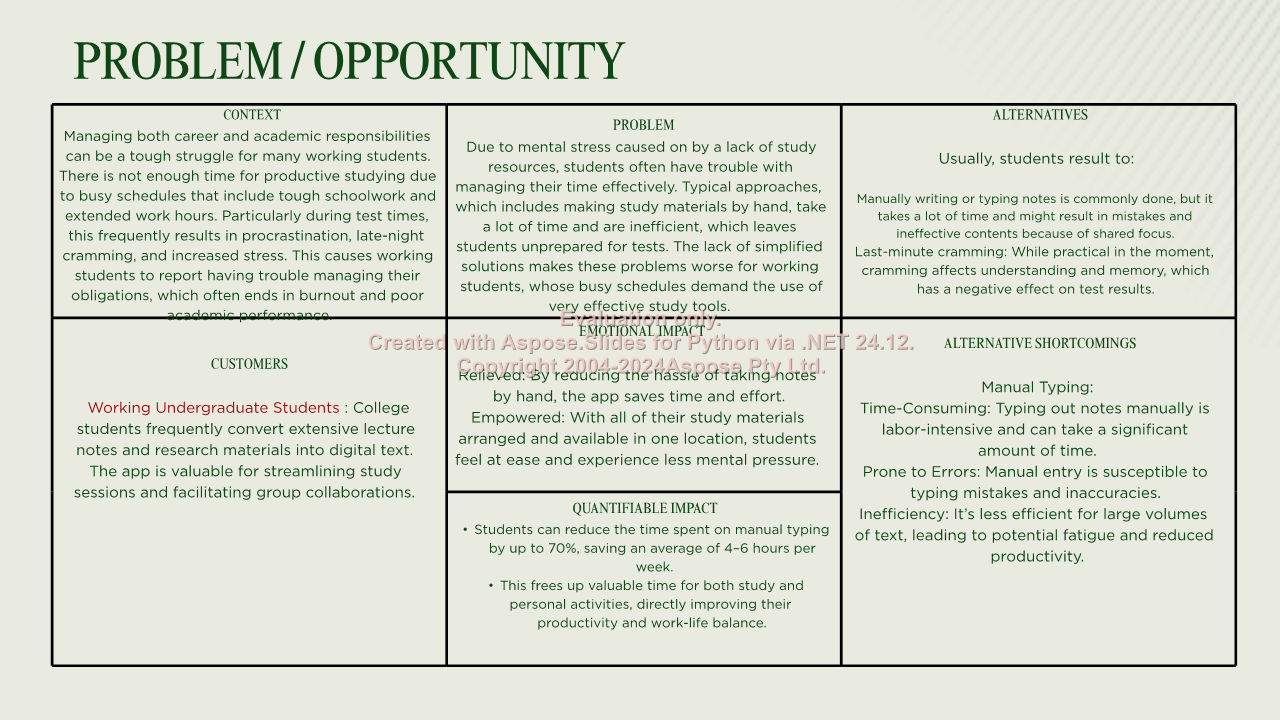 PROBLEM / OPPORTUNITY
CONTEXT
Managing both career and academic responsibilities
can be a tough struggle for many working students.
There is not enough time for productive studying due
to busy schedules that include tough schoolwork and
extended work hours. Particularly during test times,
this frequently results in procrastination, late-night
cramming, and increased stress. This causes working
students to report having trouble managing their
obligations, which often ends in burnout and poor
academic performance.
PROBLEM
Due to mental stress caused on by a lack of study
resources, students often have trouble with
managing their time effectively. Typical approaches,
which includes making study materials by hand, take
a lot of time and are inefficient, which leaves
students unprepared for tests. The lack of simplified
solutions makes these problems worse for working
students, whose busy schedules demand the use of
very effective study tools.
ALTERNATIVES
Usually, students result to:
Manually writing or typing notes is commonly done, but it
takes a lot of time and might result in mistakes and
ineffective contents because of shared focus.
Last-minute cramming: While practical in the moment,
cramming affects understanding and memory, which
has a negative effect on test results.
CUSTOMERS
Working Undergraduate Students : College
students frequently convert extensive lecture
notes and research materials into digital text.
The app is valuable for streamlining study
sessions and facilitating group collaborations.
EMOTIONAL IMPACT
Relieved: By reducing the hassle of taking notes
by hand, the app saves time and effort.
Empowered: With all of their study materials
arranged and available in one location, students
feel at ease and experience less mental pressure.
QUANTIFIABLE IMPACT
• Students can reduce the time spent on manual typing
by up to 70%, saving an average of 4–6 hours per
week.
• This frees up valuable time for both study and
personal activities, directly improving their
productivity and work-life balance.
ALTERNATIVE SHORTCOMINGS
Manual Typing:
Time-Consuming: Typing out notes manually is
labor-intensive and can take a significant
amount of time.
Prone to Errors: Manual entry is susceptible to
typing mistakes and inaccuracies.
Inefficiency: It's less efficient for large volumes
of text, leading to potential fatigue and reduced
productivity.
Evaluation only.
Created with Aspose.Slides for Python via .NET 24.12.
Copyright 2004-2024Aspose Pty Ltd.